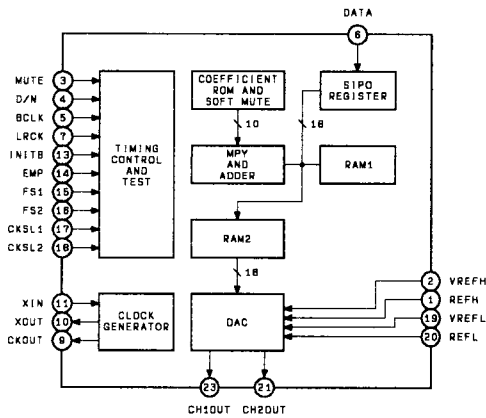 DATA
6
MUTE 3
D/N 4
BCLK 5
LRCK 7
INITB 13
EMP 14
FS1 15
FS2 16
CKSL1 17
CKSL2 18
TIMING
CONTROL
AND
TEST
COEFFICIENT
ROM AND
SOFT MUTE
SIPO
REGISTER
10
18
MPY
AND
ADDER
RAM1
RAM2
18
XIN 11
XOUT 10
CKOUT 9
CLOCK
GENERATOR
DAC
2 VREFH
1 REFH
19 VREFL
20 REFL
23
21
CH1OUT
CH2OUT